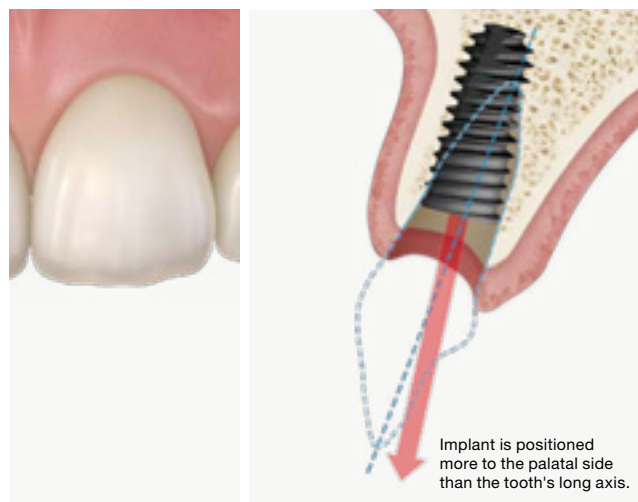 Implant is positioned
more to the palatal side
than the tooth's long axis.